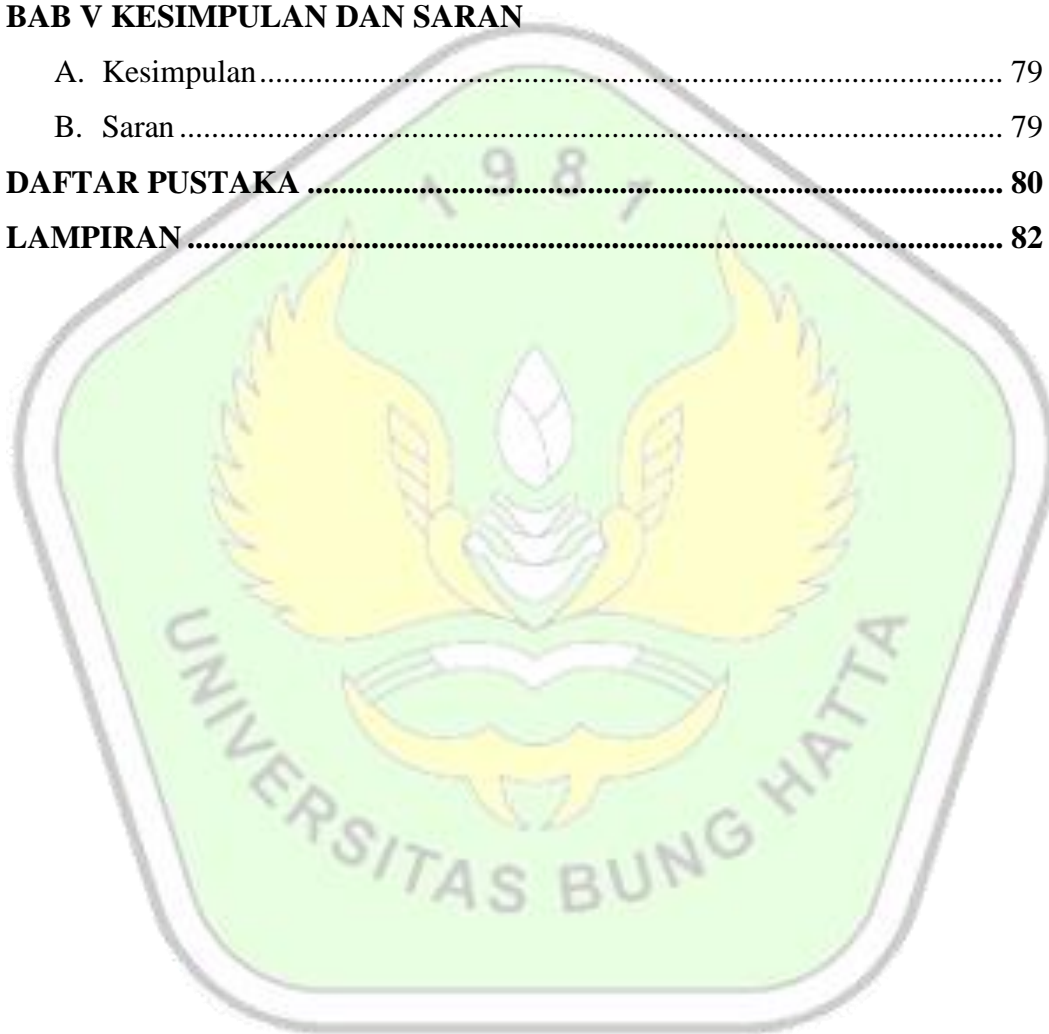 BAB V KESIMPULAN DAN SARAN
A. Kesimpulan............................................................................................. 79
B. Saran ....................................................................................................... 79
DAFTAR PUSTAKA ....................................................................................... 80
LAMPIRAN ...................................................................................................... 82
1981
UNIVERSITAS BUNG HATTA